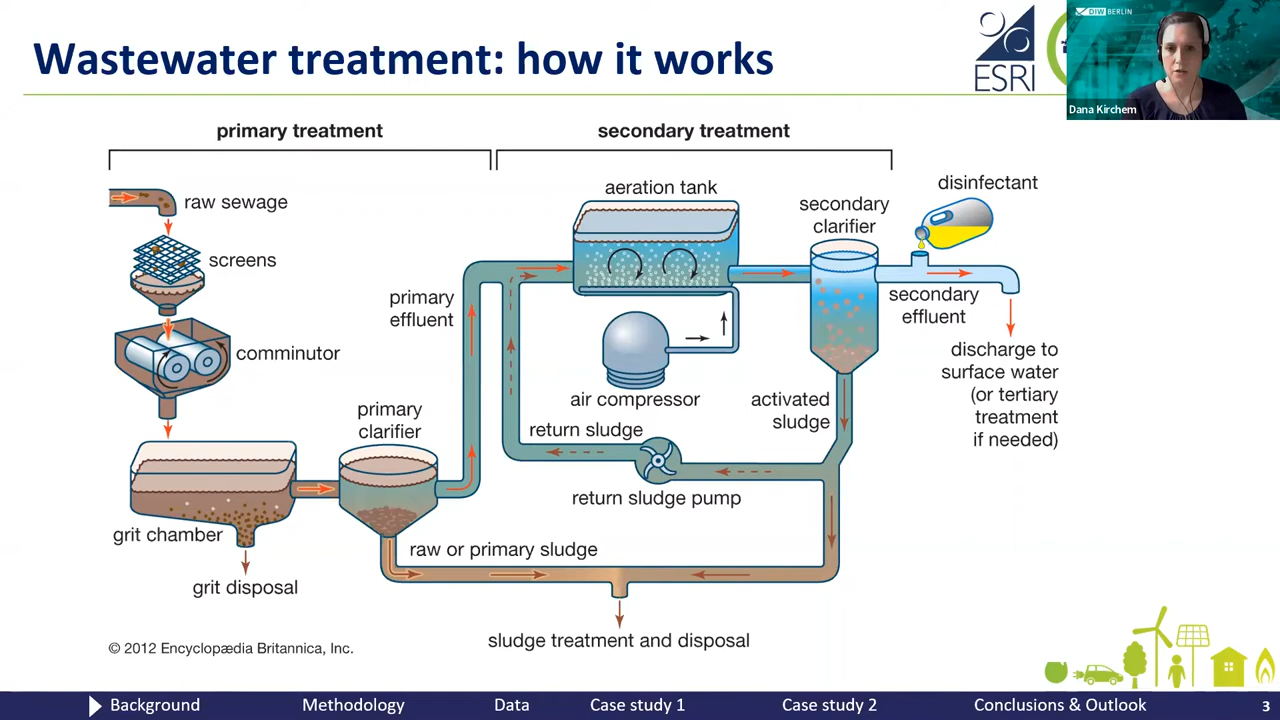 Wastewater treatment: how it works
ESRI
DIW BERLIN
Dana Kirchem
primary treatment
secondary treatment
raw sewage
screens
comminutor
grit chamber
grit disposal
primary
clarifier
primary
effluent
raw or primary sludge
aeration tank
air compressor
return sludge
return sludge pump
secondary
clarifier
activated
sludge
disinfectant
secondary
effluent
discharge to
surface water
(or tertiary
treatment
if needed)
sludge treatment and disposal
© 2012 Encyclopædia Britannica, Inc.
Background
Methodology
Data
Case study 1
Case study 2
Conclusions & Outlook
3